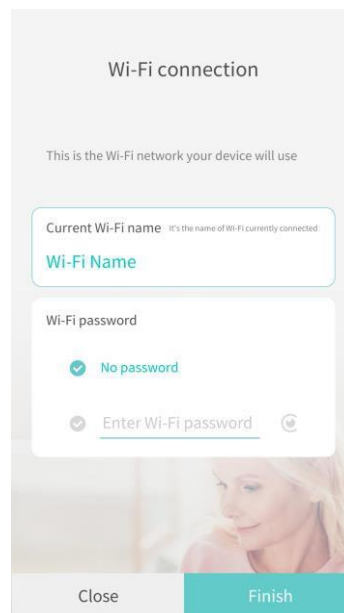 Wi-Fi connection
This is the Wi-Fi network your device will use
Current Wi-Fi name It's the name of Wi-Fi currently connected
Wi-Fi Name
Wi-Fi password
No password
Enter Wi-Fi password
Close Finish